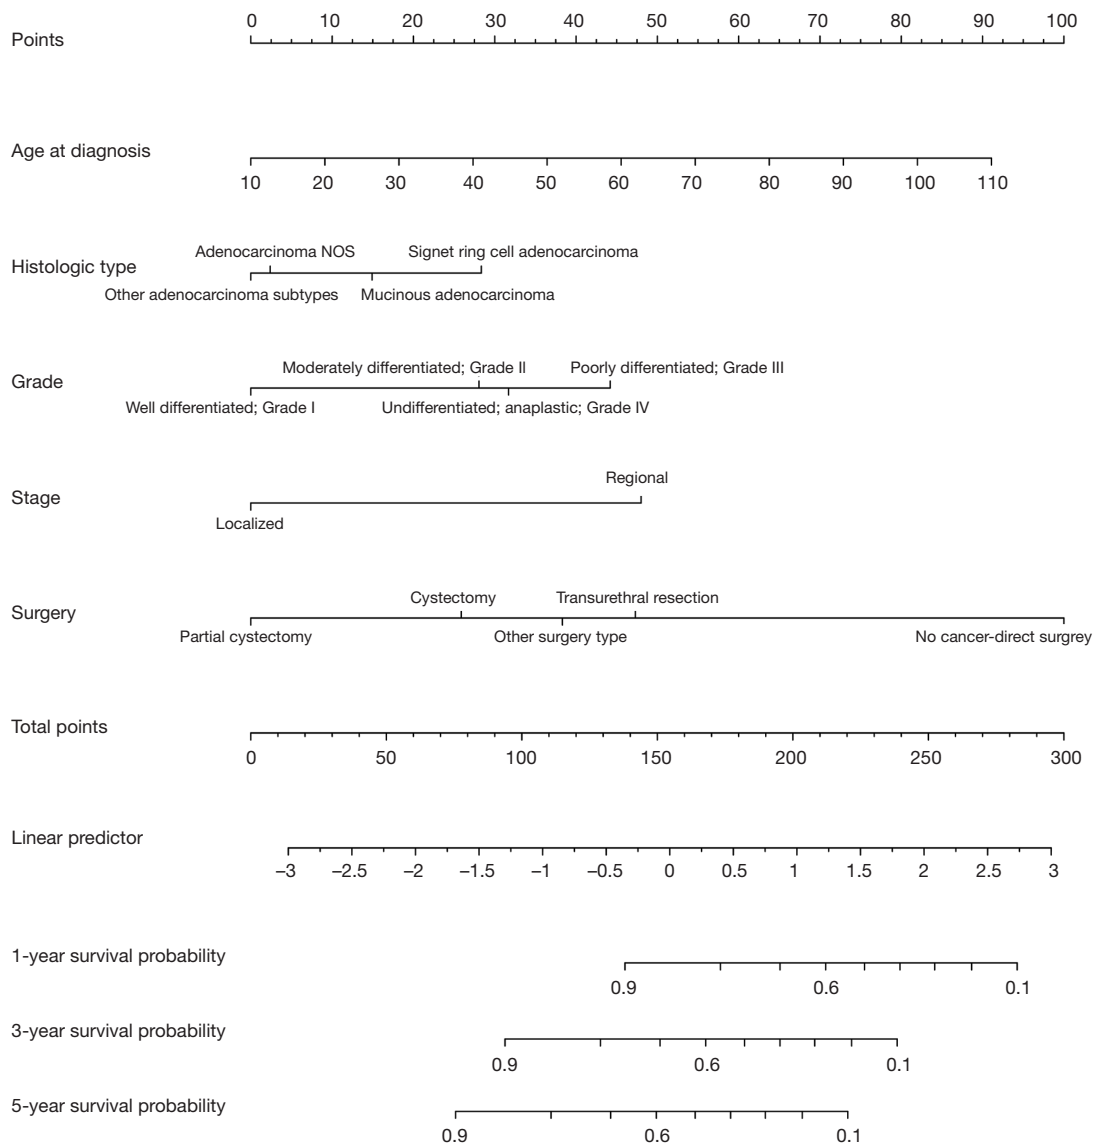 Points
0 10 20 30 40 50 60 70 80 90 100
Age at diagnosis
10 20 30 40 50 60 70 80 90 100 110
Adenocarcinoma NOS Signet ring cell adenocarcinoma
Histologic type
Other adenocarcinoma subtypes Mucinous adenocarcinoma
Moderately differentiated; Grade II Poorly differentiated; Grade III
Grade
Well differentiated; Grade I Undifferentiated; anaplastic; Grade IV
Regional
Stage
Localized
Cystectomy Transurethral resection
Surgery
Partial cystectomy Other surgery type No cancer-direct surgrey
Total points
0 50 100 150 200 250 300
Linear predictor
–3 –2.5 –2 –1.5 –1 –0.5 0 0.5 1 1.5 2 2.5 3
1-year survival probability
0.9 0.6 0.1
3-year survival probability
0.9 0.6 0.1
5-year survival probability
0.9 0.6 0.1